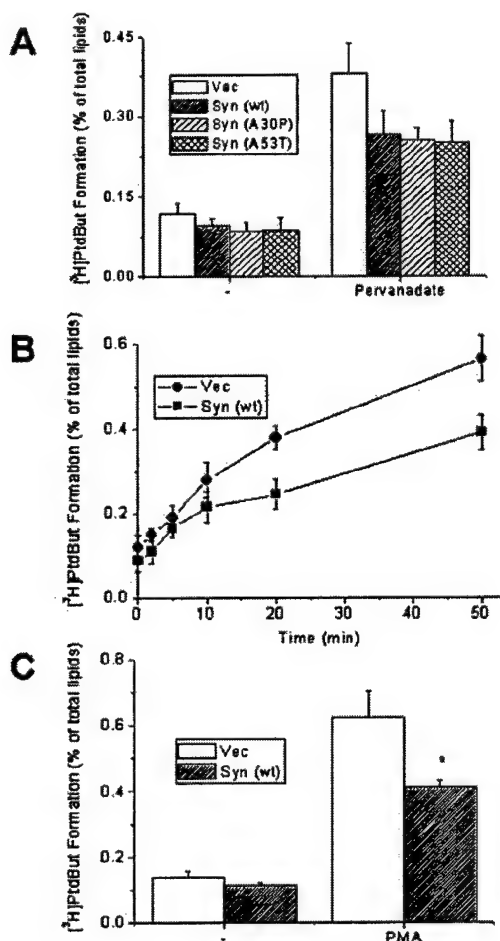 A
[³H]PtdBut Formation (% of total lipids)
0.45
0.30
0.15
0.00
Vec
Syn (wt)
Syn (A30P)
Syn (A53T)
-
Pervanadate
B
[³H]PtdBut Formation (% of total lipids)
0.6
0.4
0.2
0.0
Vec
Syn (wt)
0
10
20
30
40
50
Time (min)
C
[³H]PtdBut Formation (% of total lipids)
0.8
0.6
0.4
0.2
0.0
Vec
Syn (wt)
*
-
PMA